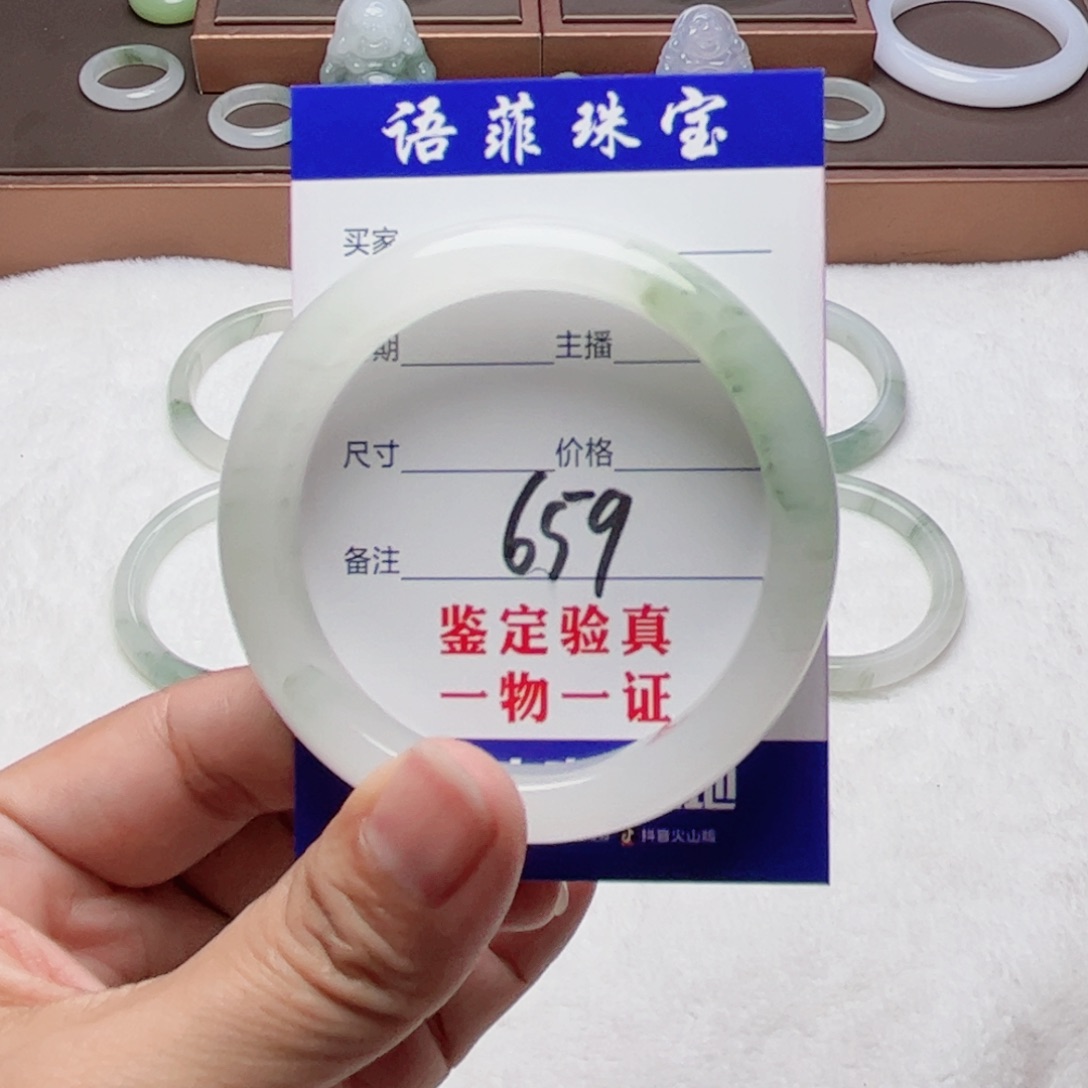 语菲珠宝
买家
期 主播
尺寸 价格
659
备注
鉴定验真
一物一证
抖音火山版